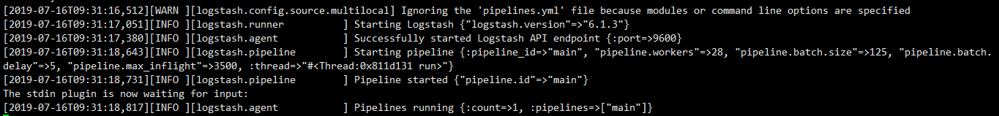 [2019-07-16T09:31:16,512][WARN ][logstash.config.source.multilocal] Ignoring the 'pipelines.yml' file because modules or command line options are specified
[2019-07-16T09:31:17,051][INFO ][logstash.runner          ] Starting Logstash {"logstash.version"=>"6.1.3"}
[2019-07-16T09:31:17,380][INFO ][logstash.agent           ] Successfully started Logstash API endpoint {:port=>9600}
[2019-07-16T09:31:18,643][INFO ][logstash.pipeline        ] Starting pipeline {:pipeline_id=>"main", "pipeline.workers"=>28, "pipeline.batch.size"=>125, "pipeline.batch.
delay"=>5, "pipeline.max_inflight"=>3500, :thread=>"#<Thread:0x811d131 run>"}
[2019-07-16T09:31:18,731][INFO ][logstash.pipeline        ] Pipeline started {"pipeline.id"=>"main"}
The stdin plugin is now waiting for input:
[2019-07-16T09:31:18,817][INFO ][logstash.agent           ] Pipelines running {:count=>1, :pipelines=>["main"]}